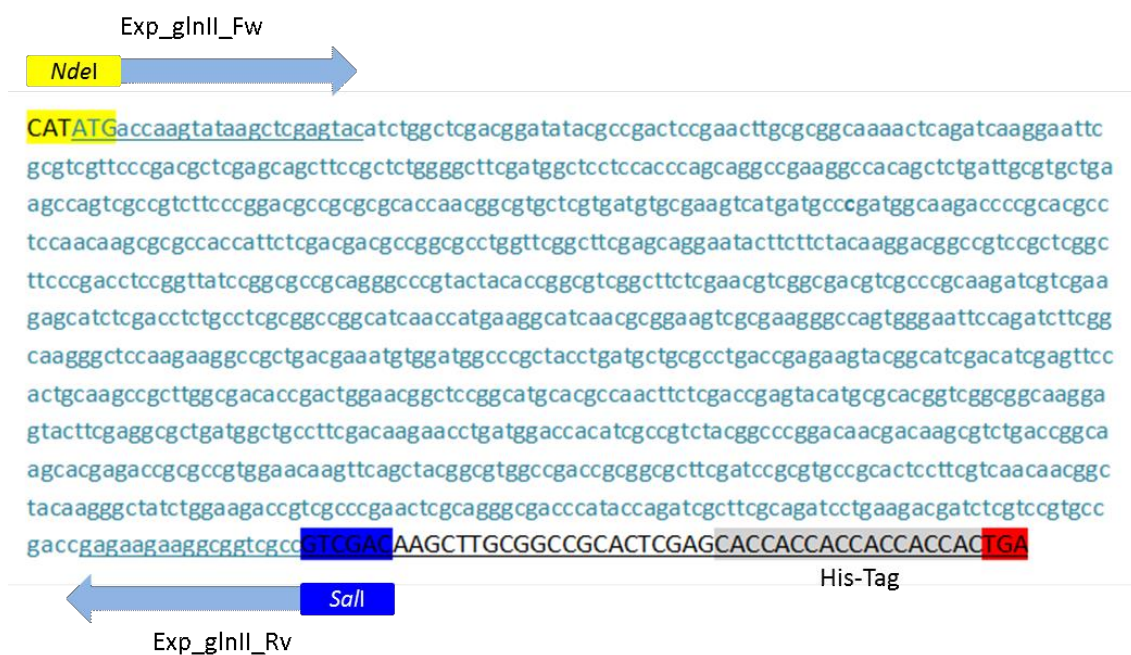 Exp_glnII_Fw
NdeI
CATATGaccaagtataagctcgagtacatctggctcgacggatatacgccgactccgaacttgcgcggcaaaactcagatcaaggaattc
gcgtcgttcccgacgctcgagcagcttccgctctggggcttcgatggctcctccacccagcaggccgaaggccacagctctgattgcgtgctga
agccagtcgccgtcttcccggacgccgcgcgcaccaacggcgtgctcgtgatgtgcgaagtcatgatgcccgatggcaagaccccgcacgcc
tccaacaagcgcgccaccattctcgacgacgccggcgcctggttcggcttcgagcaggaatacttcttctacaaggacggccgtccgctcggc
ttcccgacctccggttatccggcgccgcagggcccgtactacaccggcgtcggcttctcgaacgtcggcgacgtcgcccgcaagatcgtcgaa
gagcatctcgacctctgcctcgcggccggcatcaaccatgaaggcatcaacgcggaagtcgcgaagggccagtgggaattccagatcttcgg
caagggctccaagaaggccgctgacgaaatgtggatggcccgctacctgatgctgcgcctgaccgagaagtacggcatcgacatcgagttcc
actgcaagccgcttggcgacaccgactggaacggctccggcatgcacgccaacttctcgaccgagtacatgcgcacggtcggcggcaagga
gtacttcgaggcgctgatggctgccttcgacaagaacctgatggaccacatcgccgtctacggcccggacaacgacaagcgtctgaccggca
agcacgagaccgcgccgtggaacaagttcagctacggcgtggccgaccgcggcgcttcgatccgcgtgccgcactccttcgtcaacaacggc
tacaagggctatctggaagaccgtcgcccgaactcgcagggcgacccataccagatcgcttcgcagatcctgaagacgatctcgtccgtgcc
gaccgagaagaaggcggtcgccGTCGACAAGCTTGCGGCCGCACTCGAGCACCACCACCACCACCACTGA
His-Tag
SalI
Exp_glnII_Rv